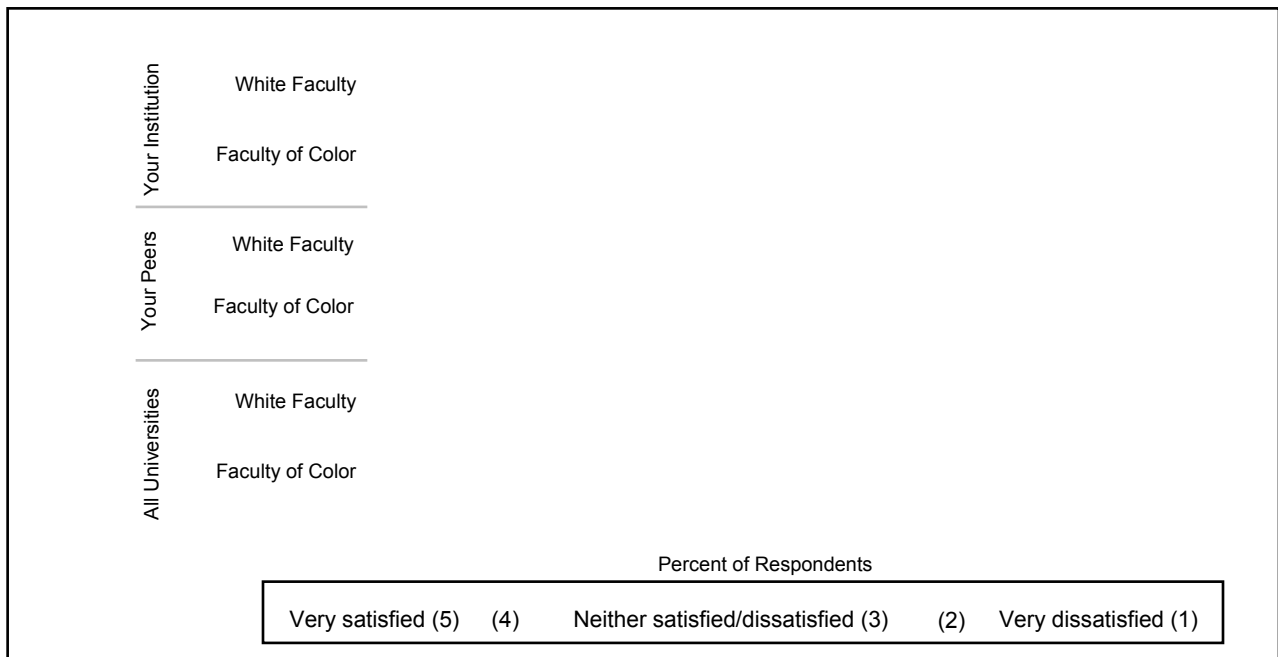 Your Institution
White Faculty
Faculty of Color
Your Peers
White Faculty
Faculty of Color
All Universities
White Faculty
Faculty of Color
Percent of Respondents
Very satisfied (5) (4) Neither satisfied/dissatisfied (3) (2) Very dissatisfied (1)